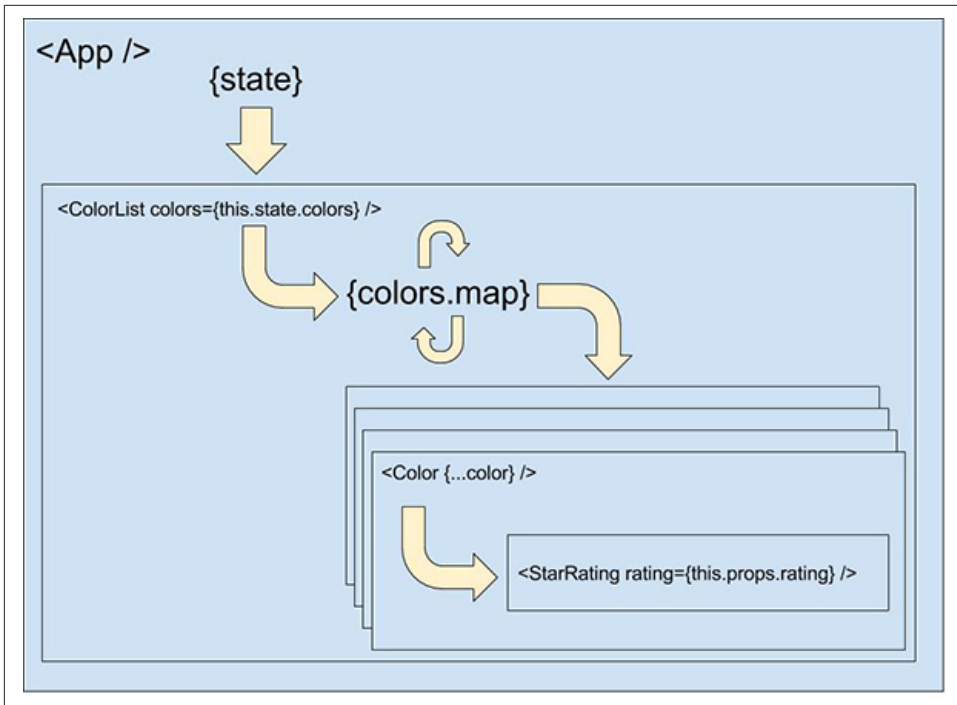 <App />
{state}
<ColorList colors={this.state.colors} />
{colors.map}
<Color {...color} />
<StarRating rating={this.props.rating} />